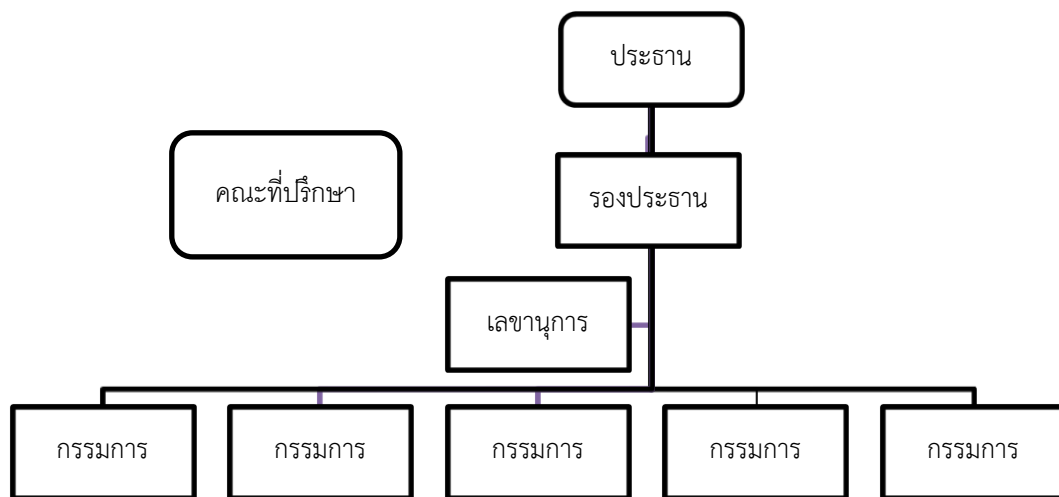 ประธาน
คณะที่ปรึกษา
รองประธาน
เลขานุการ
กรรมการ
กรรมการ
กรรมการ
กรรมการ
กรรมการ